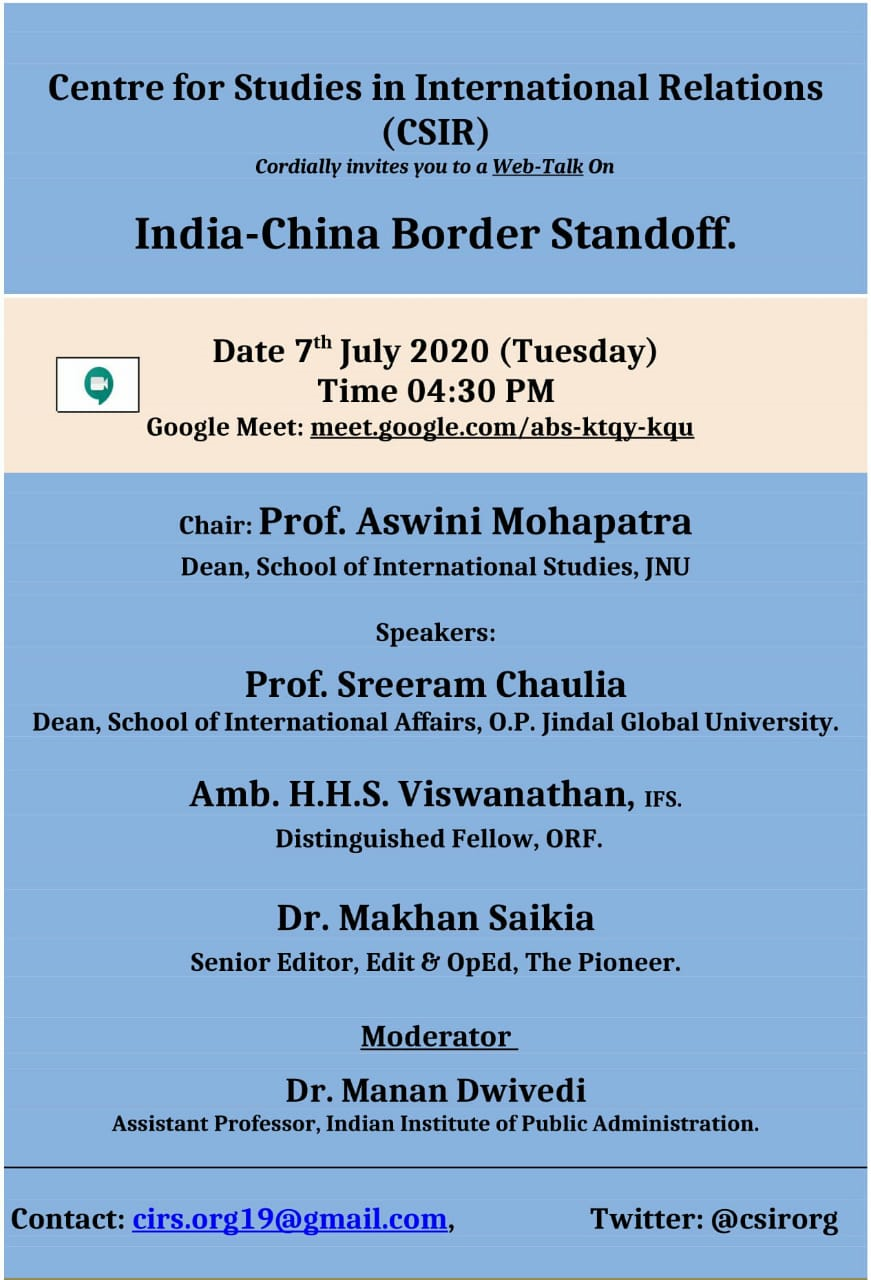 Centre for Studies in International Relations
(CSIR)
Cordially invites you to a Web-Talk On
India-China Border Standoff.
Date 7th July 2020 (Tuesday)
Time 04:30 PM
Google Meet: meet.google.com/abs-ktqy-kqu
Chair: Prof. Aswini Mohapatra
Dean, School of International Studies, JNU
Speakers:
Prof. Sreeram Chaulia
Dean, School of International Affairs, O.P. Jindal Global University.
Amb. H.H.S. Viswanathan, IFS.
Distinguished Fellow, ORF.
Dr. Makhan Saikia
Senior Editor, Edit & OpEd, The Pioneer.
Moderator
Dr. Manan Dwivedi
Assistant Professor, Indian Institute of Public Administration.
Contact: cirs.org19@gmail.com, Twitter: @csirorg